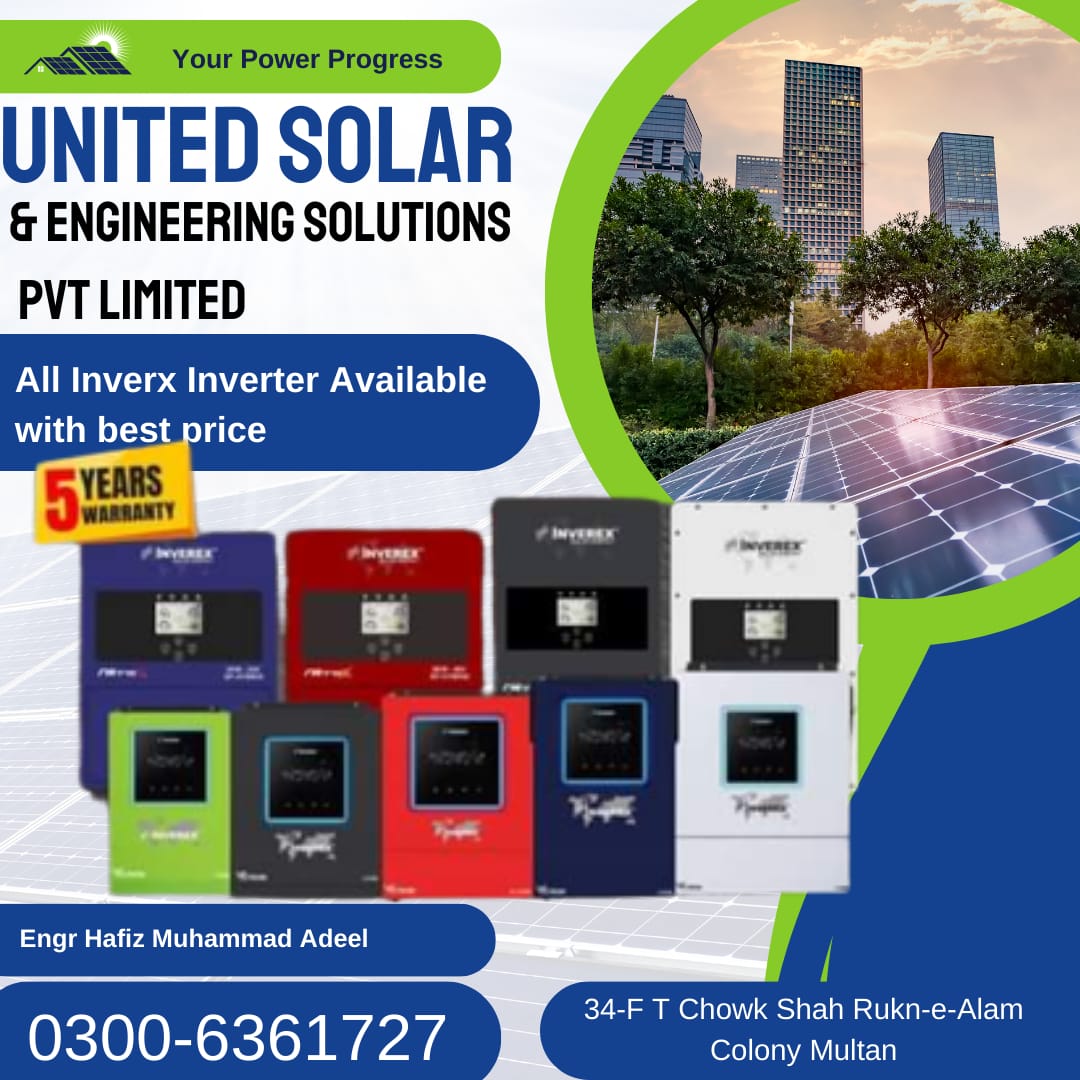 Your Power Progress
UNITED SOLAR
& ENGINEERING SOLUTIONS
PVT LIMITED
All Inverx Inverter Available
with best price
5 YEARS
WARRANTY
INVEREX
INVEREX
INVEREX
INVEREX
INVEREX
Engr Hafiz Muhammad Adeel
0300-6361727
34-F T Chowk Shah Rukn-e-Alam
Colony Multan